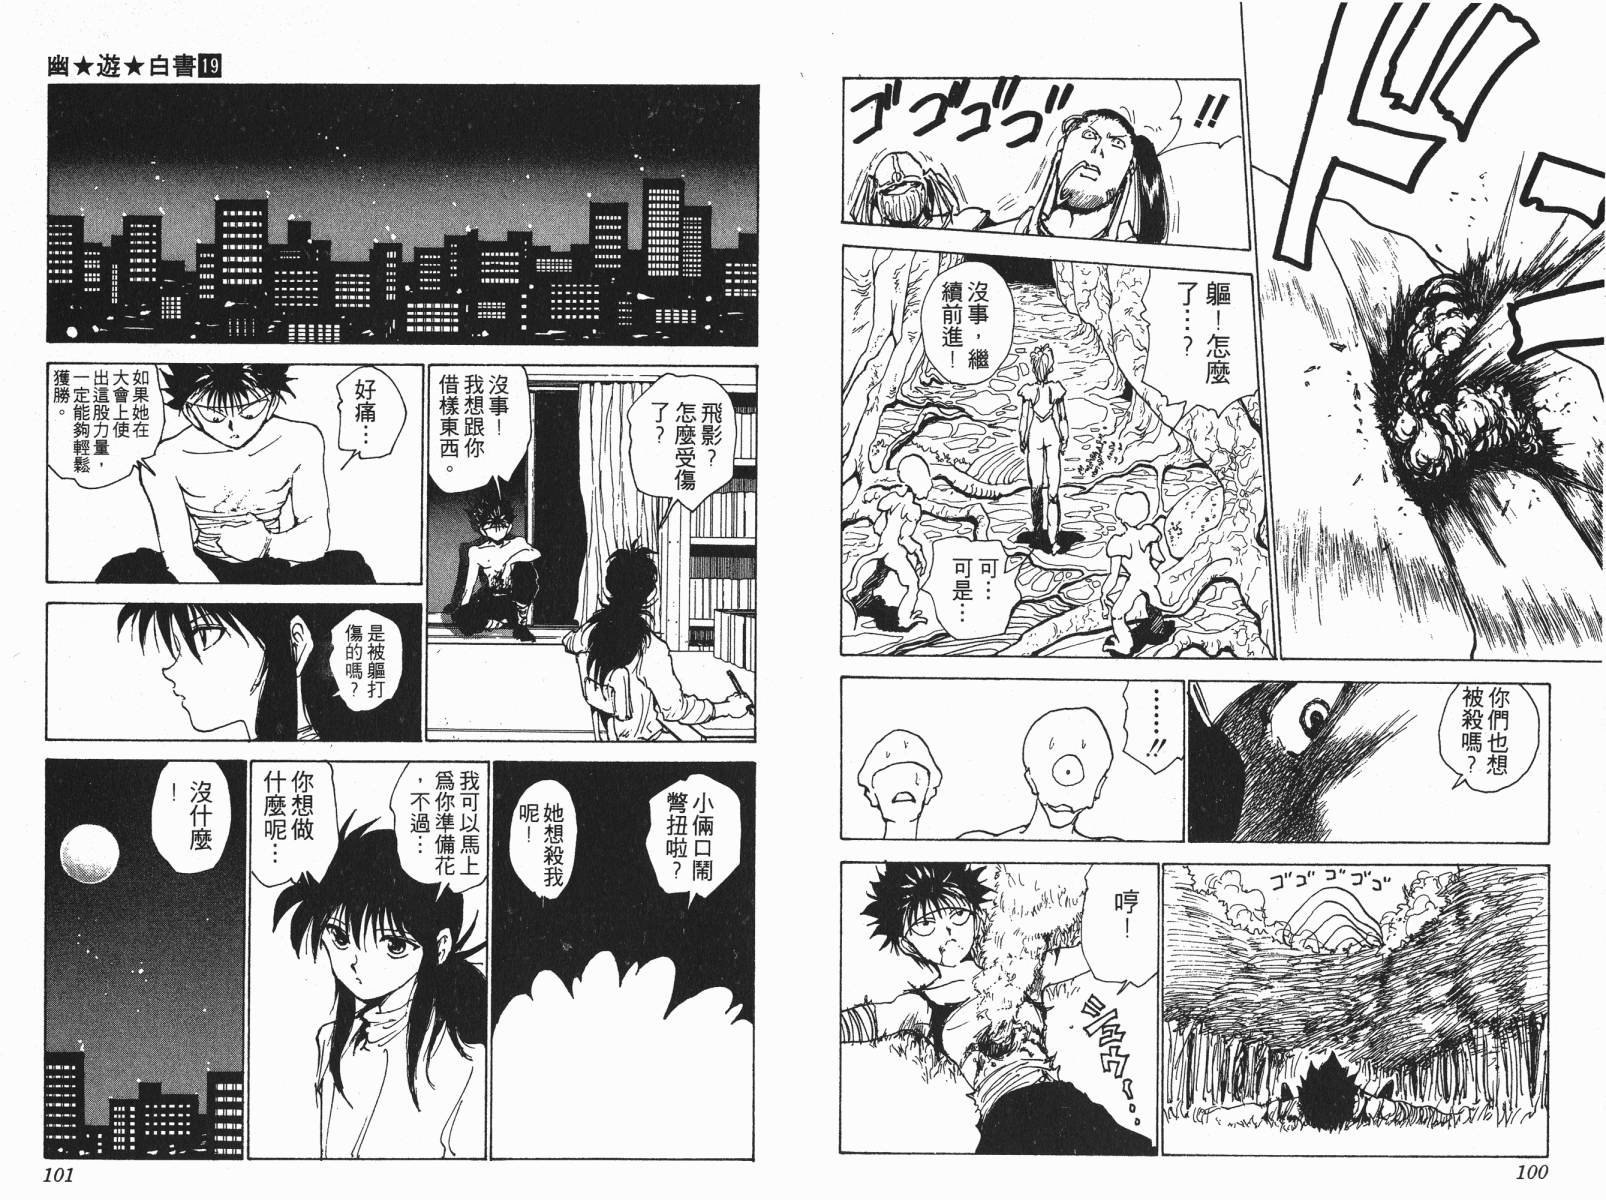 ドドン
!!
ゴゴゴゴ
軀!怎麼
了…?
沒事,繼
續前進!
可…
可是…
你們也想
被殺嗎?
……!!
ゴゴゴゴゴ
哼!
シュウ…
100
幽★遊★白書19
飛影?
怎麼受傷
了?
沒事!
我想跟你
借樣東西。
好痛…
如果她在
大會上使
出這股力量,
一定能夠輕鬆
獲勝。
是被軀打
傷的嗎?
小倆口鬧
彆扭啦?
她想殺我
呢!
我可以馬上
爲你準備花
,不過…
你想做
什麼呢…
沒什麼
!
101